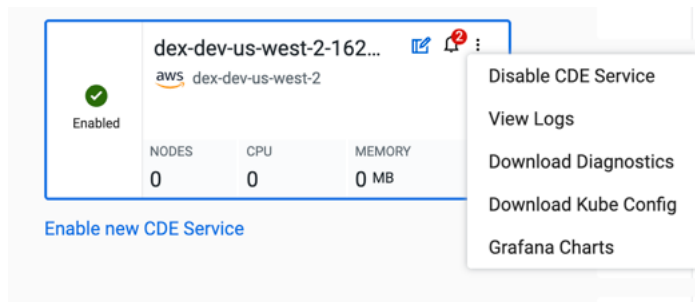 dex-dev-us-west-2-162...
2
aws dex-dev-us-west-2
Enabled
NODES CPU MEMORY
0 0 0 MB
Enable new CDE Service
Disable CDE Service
View Logs
Download Diagnostics
Download Kube Config
Grafana Charts